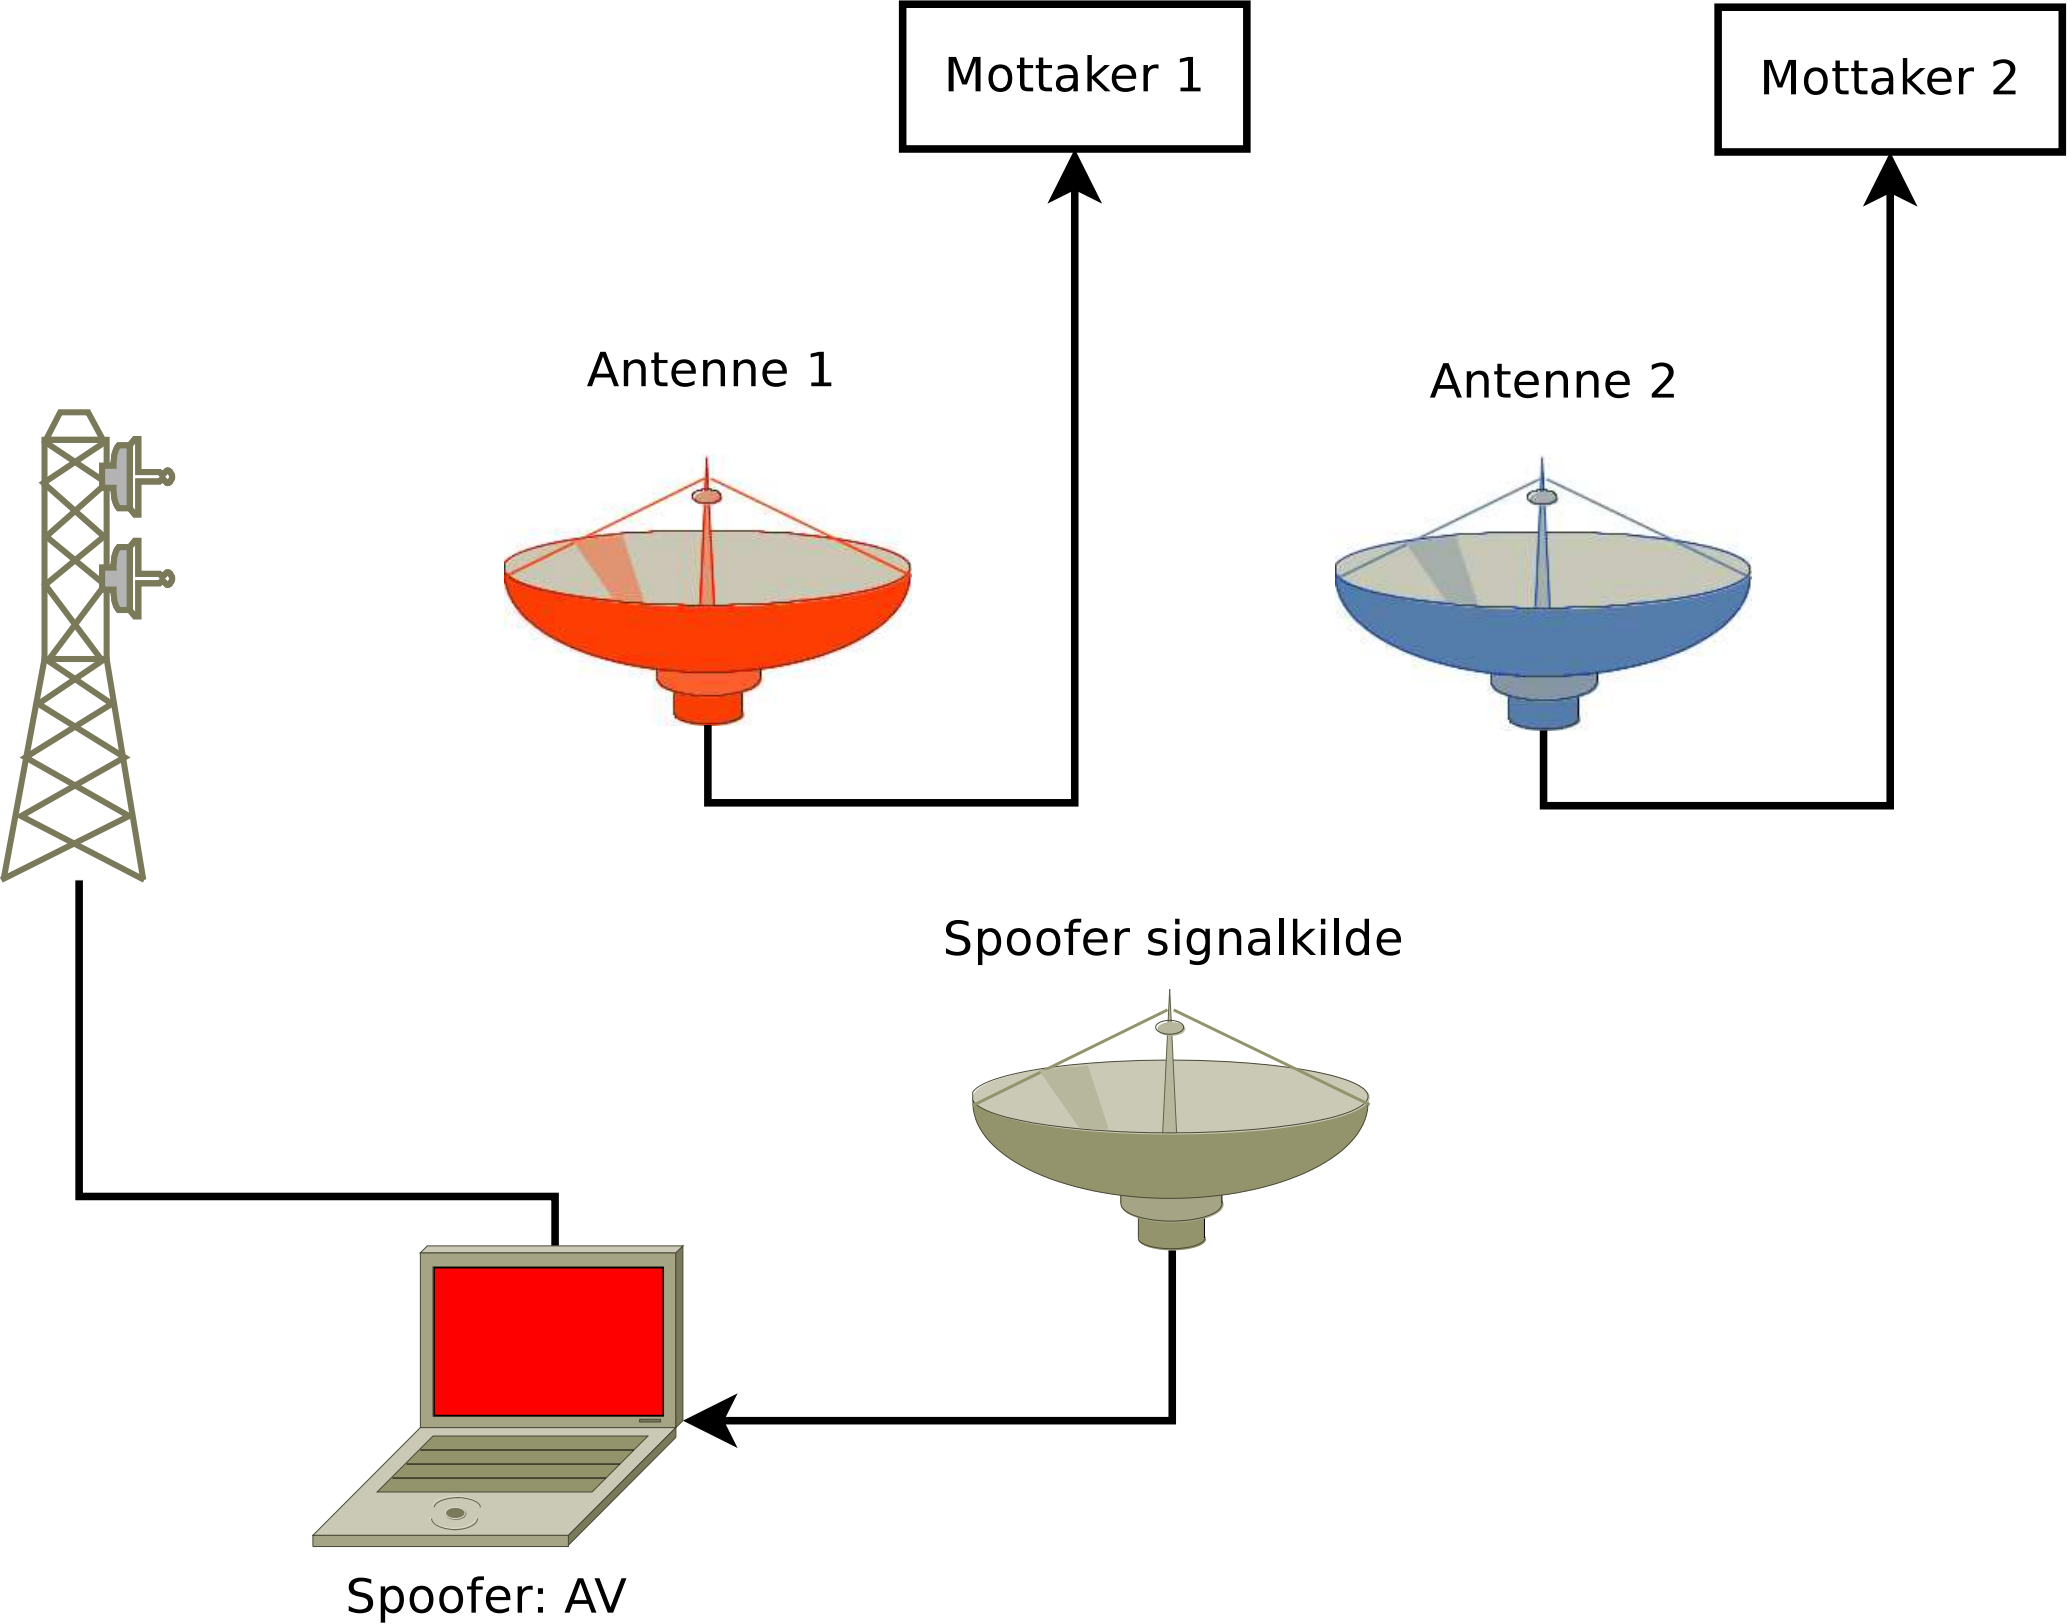 Mottaker 1
Mottaker 2
Antenne 1
Antenne 2
Spoofer signalkilde
Spoofer: AV